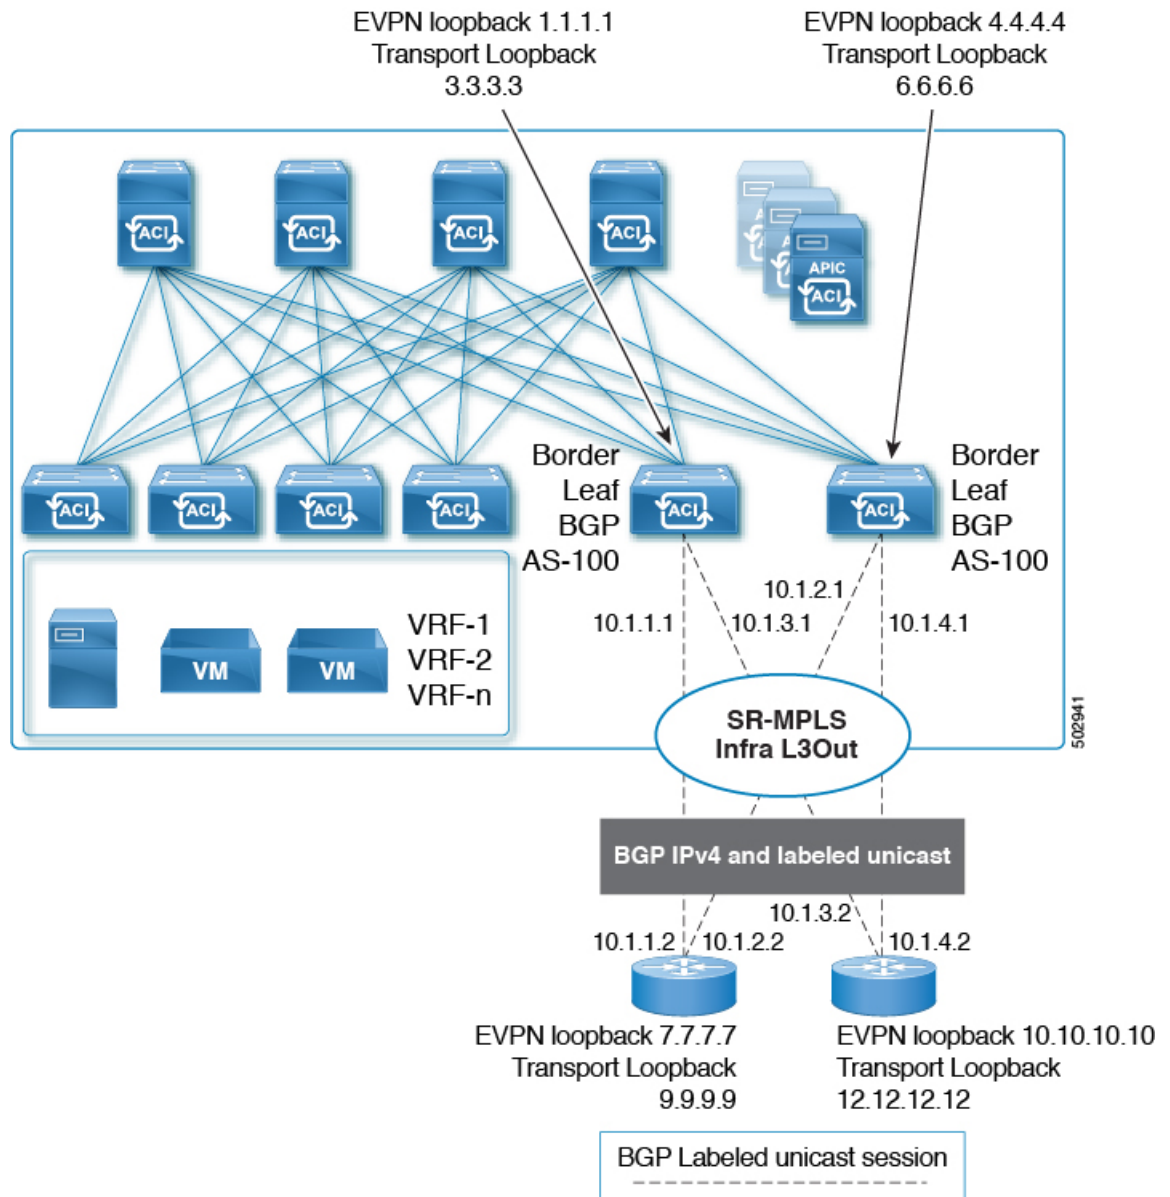 EVPN loopback 1.1.1.1
Transport Loopback
3.3.3.3
EVPN loopback 4.4.4.4
Transport Loopback
6.6.6.6
ACI
ACI
ACI
ACI
A
A
APIC
ACI
ACI
ACI
ACI
ACI
Border
Leaf
BGP
AS-100
ACI
ACI
Border
Leaf
BGP
AS-100
VM
VM
VRF-1
VRF-2
VRF-n
10.1.1.1
10.1.3.1
10.1.2.1
10.1.4.1
SR-MPLS
Infra L3Out
502941
BGP IPv4 and labeled unicast
10.1.3.2
10.1.1.2
10.1.2.2
10.1.4.2
EVPN loopback 7.7.7.7
Transport Loopback
9.9.9.9
EVPN loopback 10.10.10.10
Transport Loopback
12.12.12.12
BGP Labeled unicast session